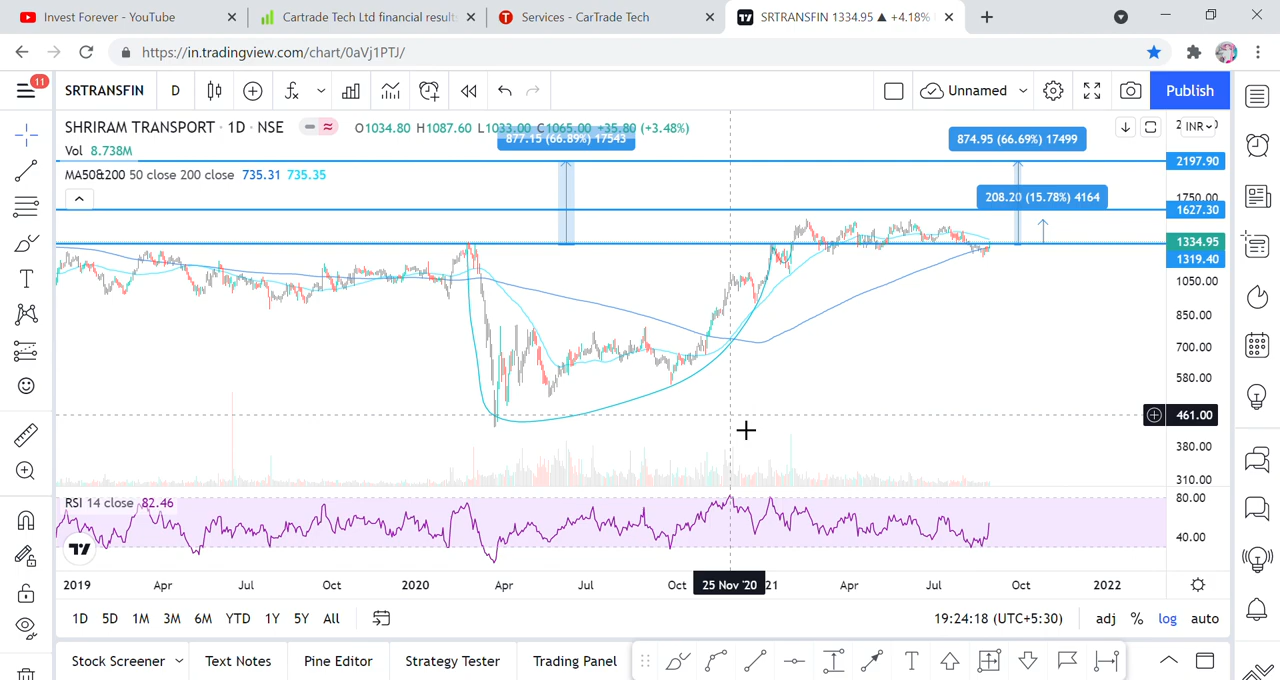 Invest Forever - YouTube
Cartrade Tech Ltd financial result
Services - CarTrade Tech
SRTRANSFIN 1334.95 ▲ +4.18%
https://in.tradingview.com/chart/0aVj1PTJ/
11
SRTRANSFIN D
Unnamed
Publish
SHRIRAM TRANSPORT · 1D · NSE
O1034.80 H1087.60 L1033.00 C1065.00 +35.80 (+3.48%)
INR
877.15 (66.89%) 17543
874.95 (66.69%) 17499
Vol 8.738M
2197.90
MA50&200 50 close 200 close 735.31 735.35
208.20 (15.78%) 4164
1750.00
1627.30
1334.95
1319.40
1050.00
850.00
700.00
580.00
461.00
380.00
310.00
RSI 14 close 82.46
80.00
40.00
2019 Apr Jul Oct 2020 Apr Jul Oct 25 Nov '20 21 Apr Jul Oct 2022
1D 5D 1M 3M 6M YTD 1Y 5Y All
19:24:18 (UTC+5:30) adj % log auto
Stock Screener Text Notes Pine Editor Strategy Tester Trading Panel